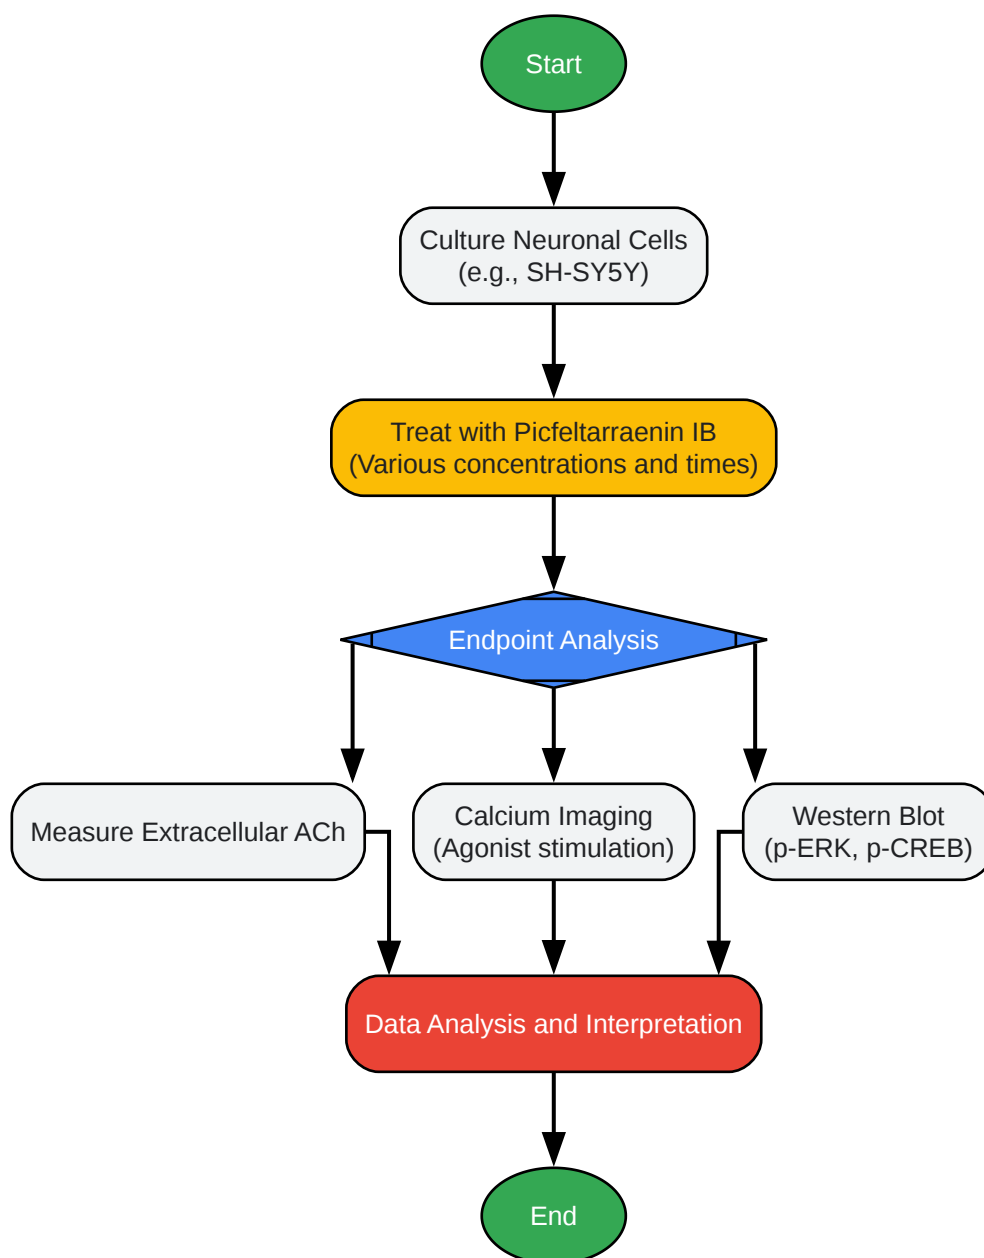 Start
Culture Neuronal Cells
(e.g., SH-SY5Y)
Treat with Picfeltarraenin IB
(Various concentrations and times)
Endpoint Analysis
Measure Extracellular ACh
Calcium Imaging
(Agonist stimulation)
Western Blot
(p-ERK, p-CREB)
Data Analysis and Interpretation
End